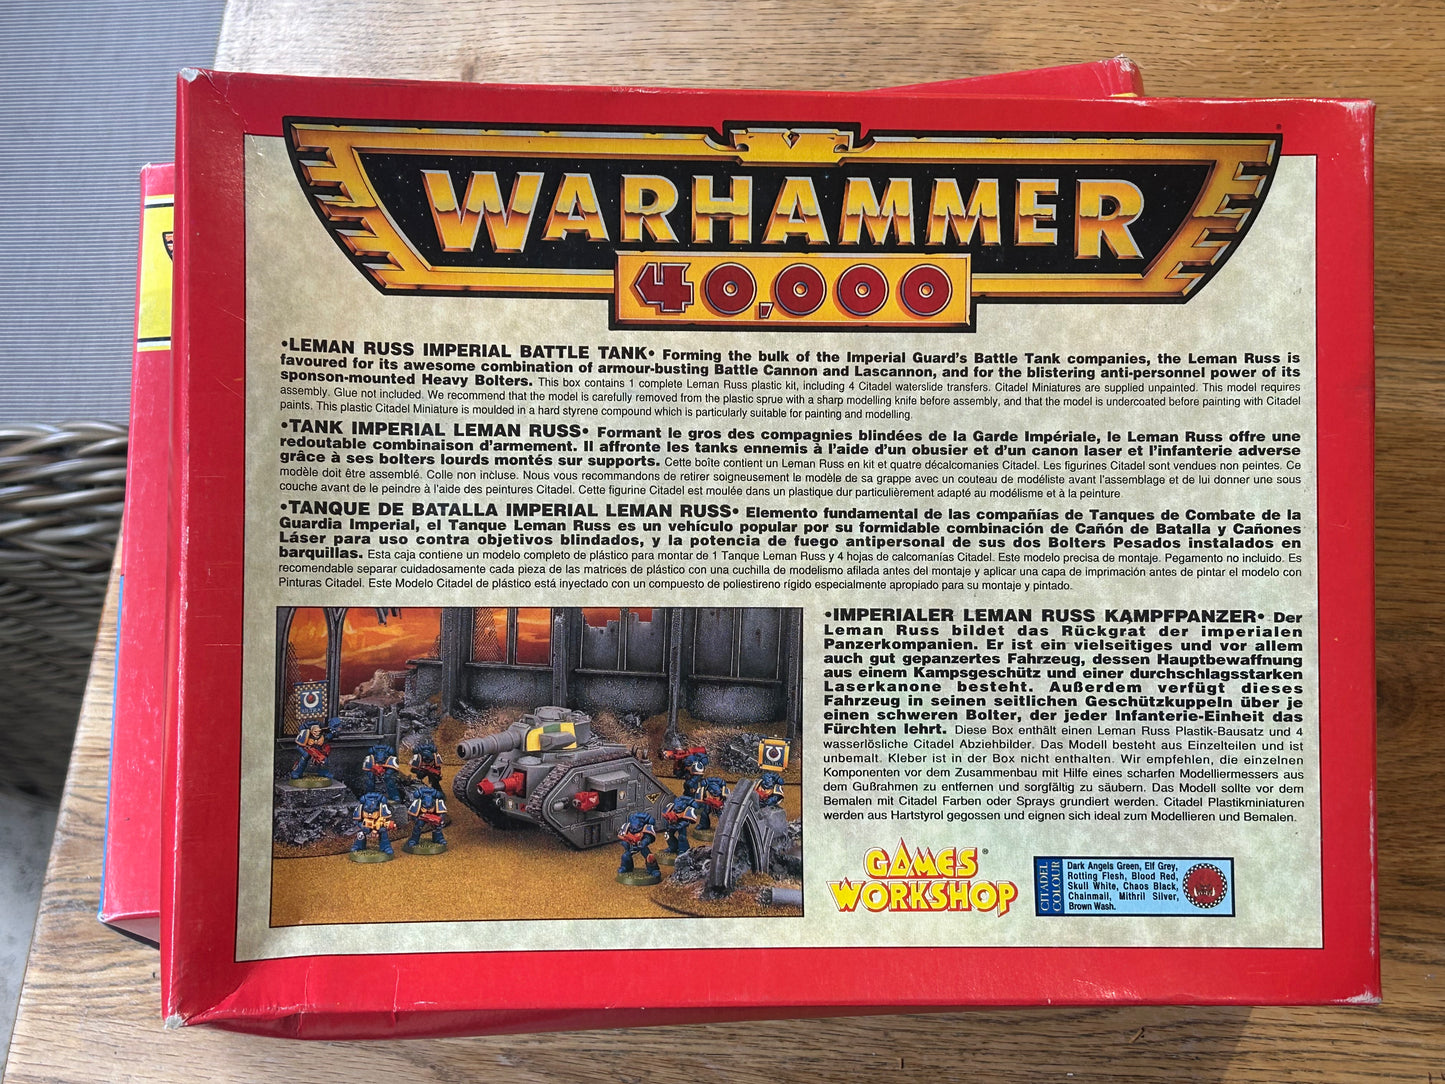 WARHAMMER
40,000
•LEMAN RUSS IMPERIAL BATTLE TANK• Forming the bulk of the Imperial Guard's Battle Tank companies, the Leman Russ is
favoured for its awesome combination of armour-busting Battle Cannon and Lascannon, and for the blistering anti-personnel power of its
sponson-mounted Heavy Bolters. This box contains 1 complete Leman Russ plastic kit, including 4 Citadel waterslide transfers. Citadel Miniatures are supplied unpainted. This model requires
assembly. Glue not included. We recommend that the model is carefully removed from the plastic sprue with a sharp modelling knife before assembly, and that the model is undercoated before painting with Citadel
paints. This plastic Citadel Miniature is moulded in a hard styrene compound which is particularly suitable for painting and modelling.
•TANK IMPERIAL LEMAN RUSS• Formant le gros des compagnies blindées de la Garde Impériale, le Leman Russ offre une
redoutable combinaison d'armement. Il affronte les tanks ennemis à l'aide d'un obusier et d'un canon laser et l'infanterie adverse
grâce à ses bolters lourds montés sur supports. Cette boîte contient un Leman Russ en kit et quatre décalcomanies Citadel. Les figurines Citadel sont vendues non peintes. Ce
modèle doit être assemblé. Colle non incluse. Nous vous recommandons de retirer soigneusement le modèle de sa grappe avec un couteau de modéliste avant l'assemblage et de lui donner une sous
couche avant de le peindre à l'aide des peintures Citadel. Cette figurine Citadel est moulée dans un plastique dur particulièrement adapté au modélisme et à la peinture.
•TANQUE DE BATALLA IMPERIAL LEMAN RUSS• Elemento fundamental de las compañías de Tanques de Combate de la
Guardia Imperial, el Tanque Leman Russ es un vehículo popular por su formidable combinación de Cañón de Batalla y Cañones
Láser para uso contra objetivos blindados, y la potencia de fuego antipersonal de sus dos Bolters Pesados instalados en
barquillas. Esta caja contiene un modelo completo de plástico para montar de 1 Tanque Leman Russ y 4 hojas de calcomanías Citadel. Este modelo precisa de montaje. Pegamento no incluido. Es
recomendable separar cuidadosamente cada pieza de las matrices de plástico con una cuchilla de modelismo afilada antes del montaje y aplicar una capa de imprimación antes de pintar el modelo con
Pinturas Citadel. Este Modelo Citadel de plástico está inyectado con un compuesto de poliestireno rígido especialmente apropiado para su montaje y pintado.
•IMPERIALER LEMAN RUSS KAMPFPANZER• Der
Leman Russ bildet das Rückgrat der imperialen
Panzerkompanien. Er ist ein vielseitiges und vor allem
auch gut gepanzertes Fahrzeug, dessen Hauptbewaffnung
aus einem Kampsgeschütz und einer durchschlagsstarken
Laserkanone besteht. Außerdem verfügt dieses
Fahrzeug in seinen seitlichen Geschützkuppeln über je
einen schweren Bolter, der jeder Infanterie-Einheit das
Fürchten lehrt. Diese Box enthält einen Leman Russ Plastik-Bausatz und 4
wasserlösliche Citadel Abziehbilder. Das Modell besteht aus Einzelteilen und ist
unbemalt. Kleber ist in der Box nicht enthalten. Wir empfehlen, die einzelnen
Komponenten vor dem Zusammenbau mit Hilfe eines scharfen Modelliermessers aus
dem Gußrahmen zu entfernen und sorgfältig zu säubern. Das Modell sollte vor dem
Bemalen mit Citadel Farben oder Sprays grundiert werden. Citadel Plastikminiaturen
werden aus Hartstyrol gegossen und eignen sich ideal zum Modellieren und Bemalen.
GAMES
WORKSHOP®
CITADEL
COLOUR
Dark Angels Green, Elf Grey,
Rotting Flesh, Blood Red,
Skull White, Chaos Black,
Chainmail, Mithril Silver,
Brown Wash.